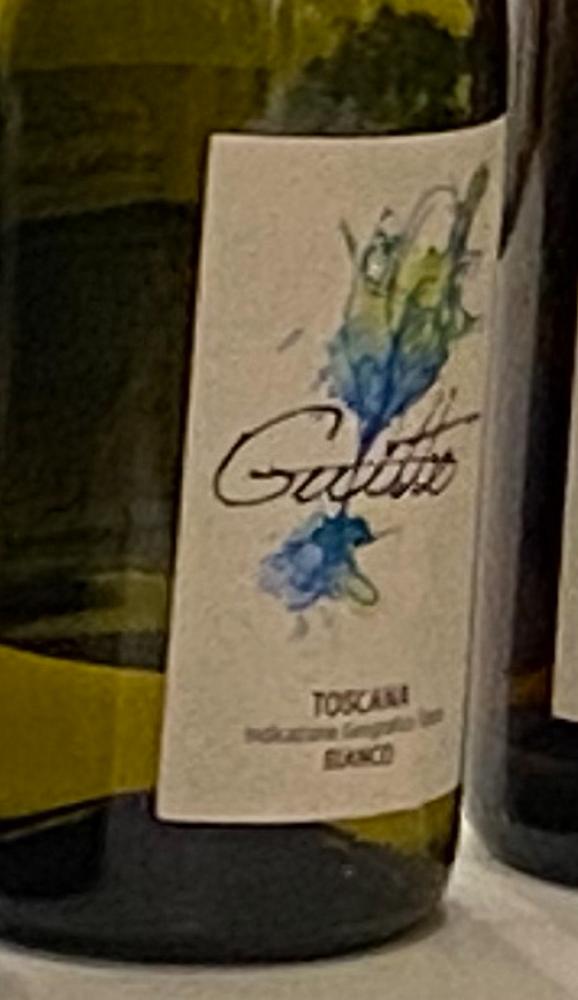 TOSCANA
Indicazione Geografica Tipica
BIANCO